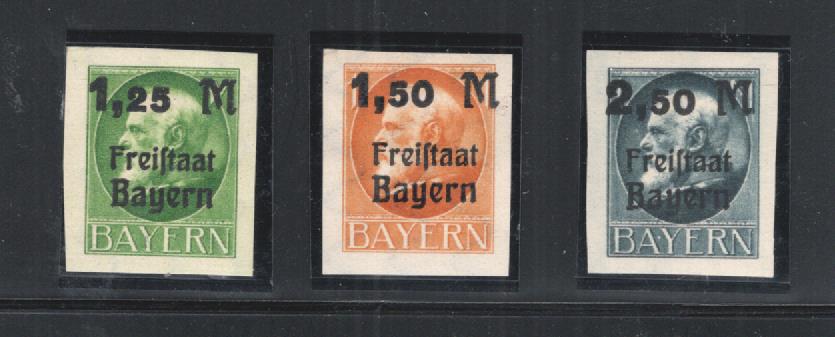 1,25 M
Freiſtaat
Bayern
BAYERN
1,50 M
Freiſtaat
Bayern
BAYERN
2,50 M
Freiſtaat
Bayern
BAYERN